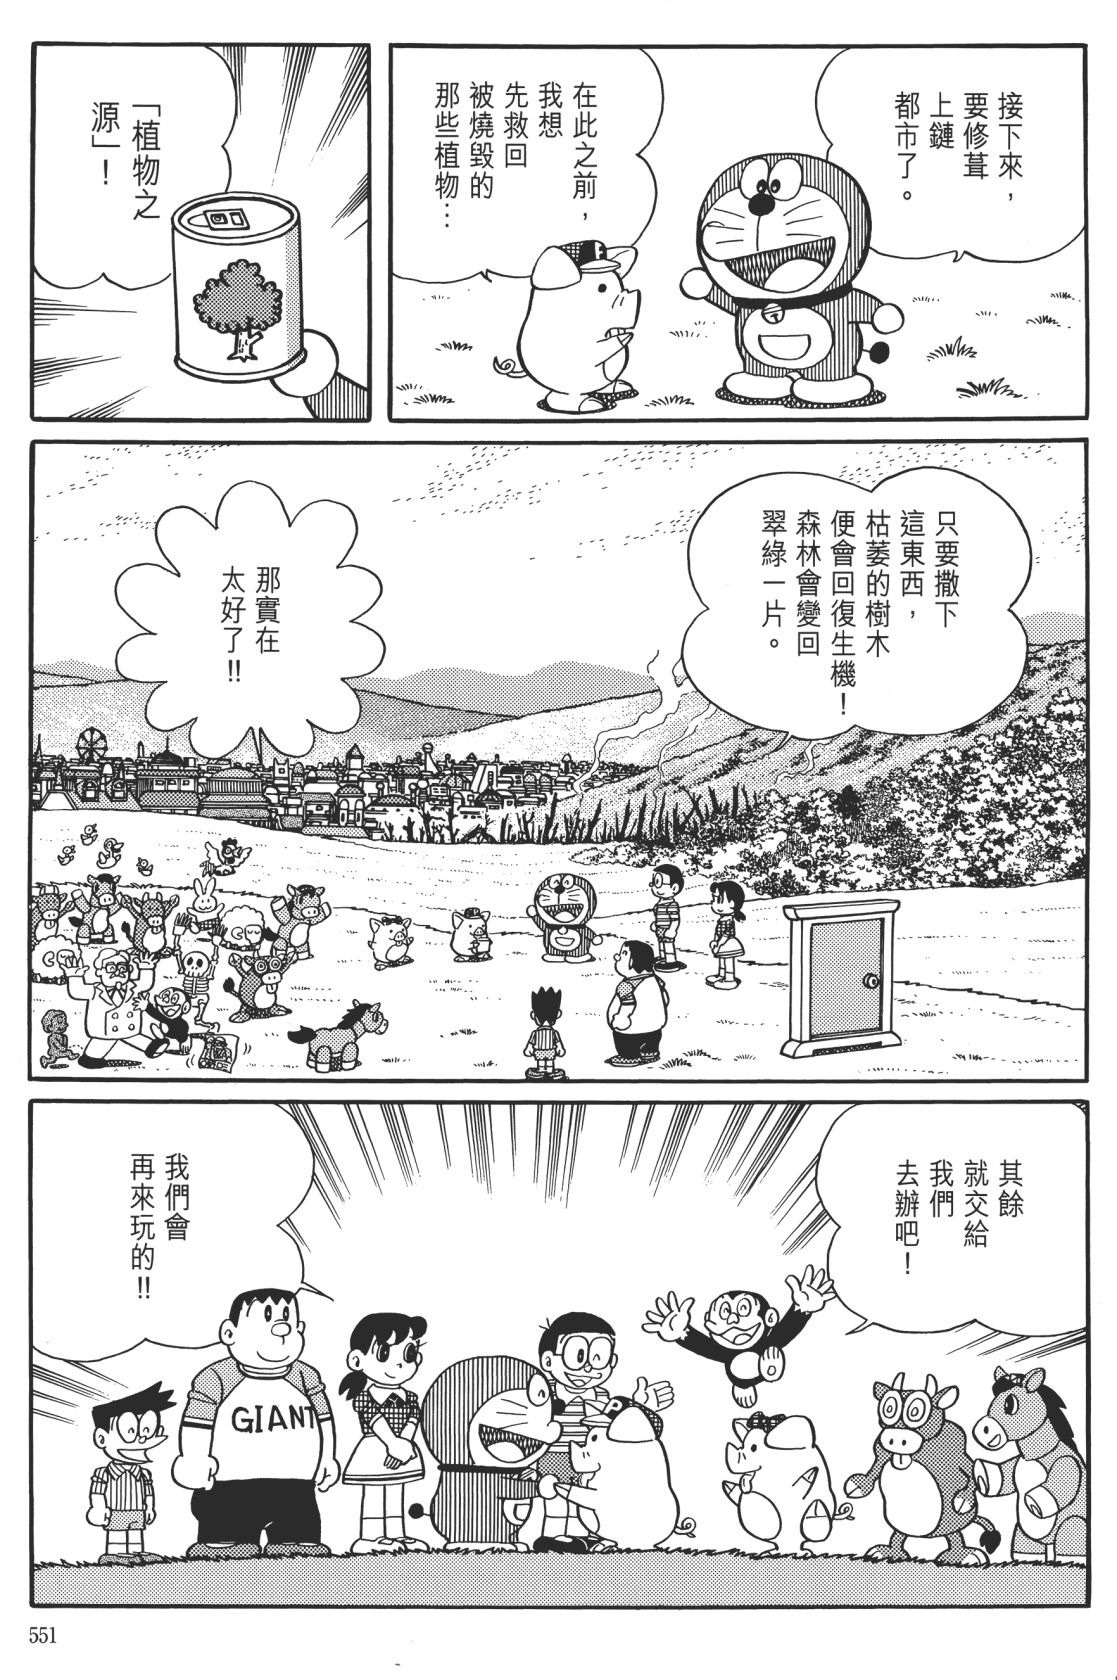 接下來，
要修葺
上鏈
都市了。
在此之前，
我想
先救回
被燒毀的
那些植物…
「植物之
源」！
只要撒下
這東西，
枯萎的樹木
便會回復生機！
森林會變回
翠綠一片。
那實在
太好了!!
其餘
就交給
我們
去辦吧！
我們會
再來玩的!!
GIANT
551